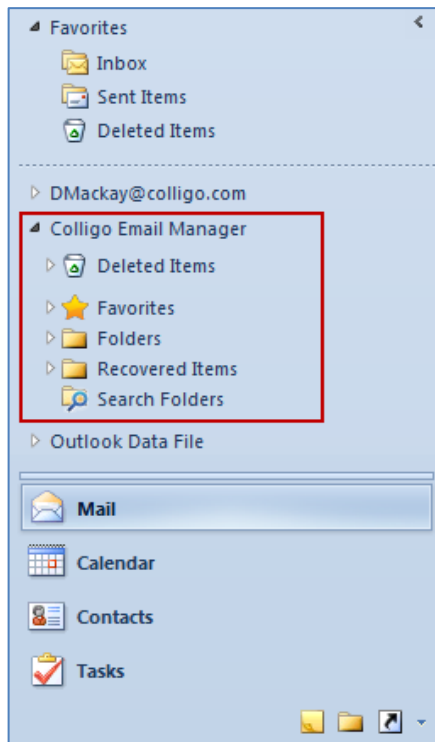 Favorites
Inbox
Sent Items
Deleted Items
DMackay@colligo.com
Colligo Email Manager
Deleted Items
Favorites
Folders
Recovered Items
Search Folders
Outlook Data File
Mail
Calendar
Contacts
Tasks